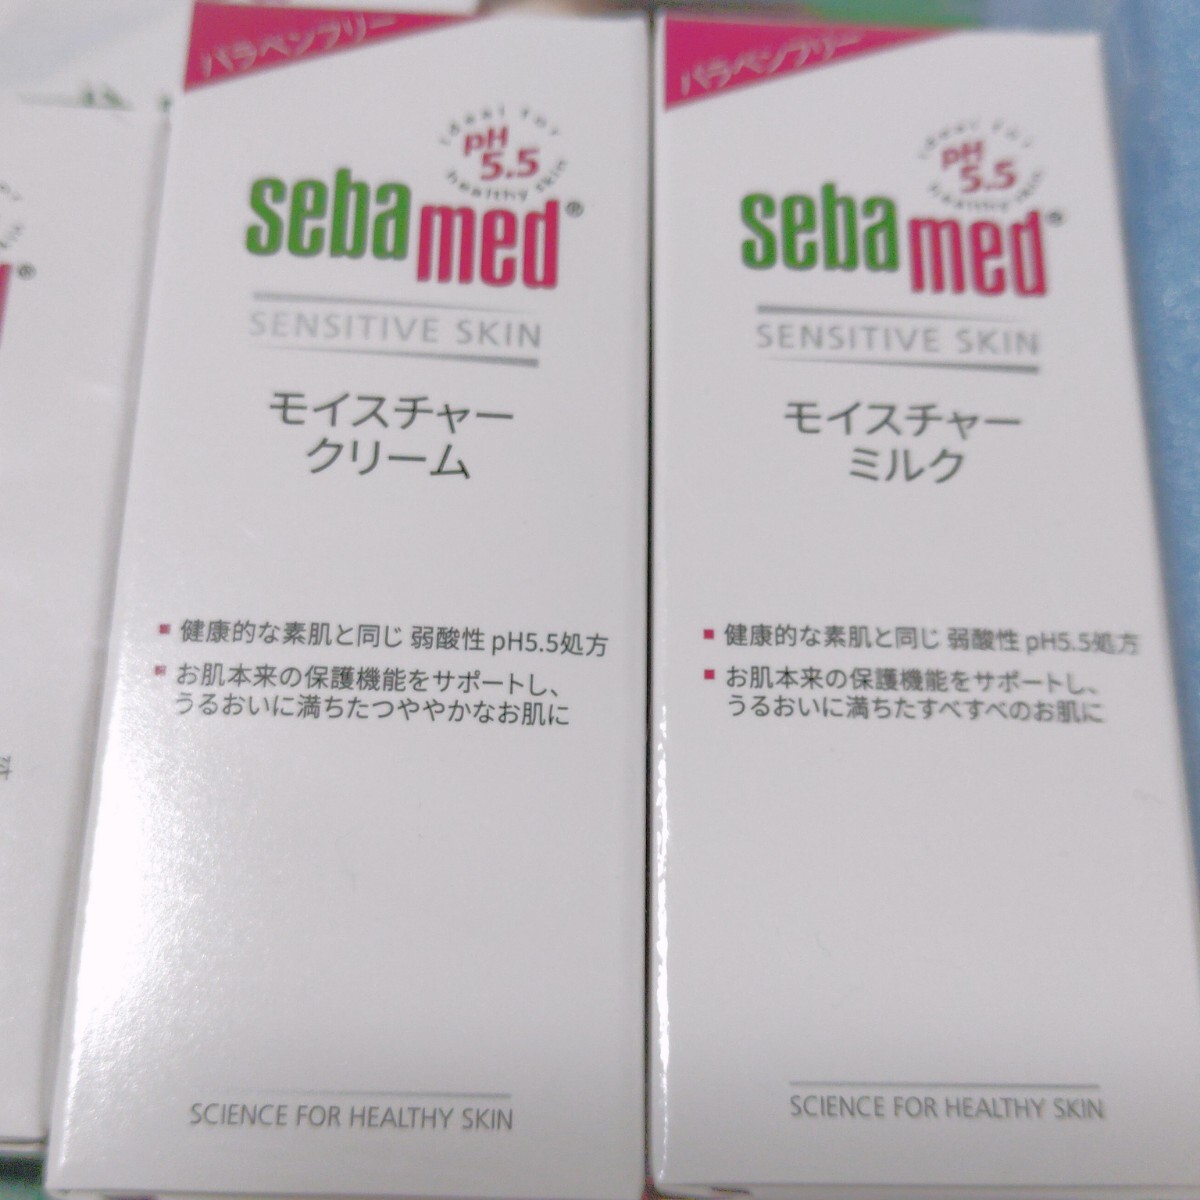 パラベンフリー
ideal for
pH
5.5
healthy skin
sebamed®
SENSITIVE SKIN
モイスチャー
クリーム
健康的な素肌と同じ 弱酸性 pH5.5処方
お肌本来の保護機能をサポートし、
うるおいに満ちたつややかなお肌に
SCIENCE FOR HEALTHY SKIN
パラベンフリー
ideal for
pH
5.5
healthy skin
sebamed®
SENSITIVE SKIN
モイスチャー
ミルク
健康的な素肌と同じ 弱酸性 pH5.5処方
お肌本来の保護機能をサポートし、
うるおいに満ちたすべすべのお肌に
SCIENCE FOR HEALTHY SKIN